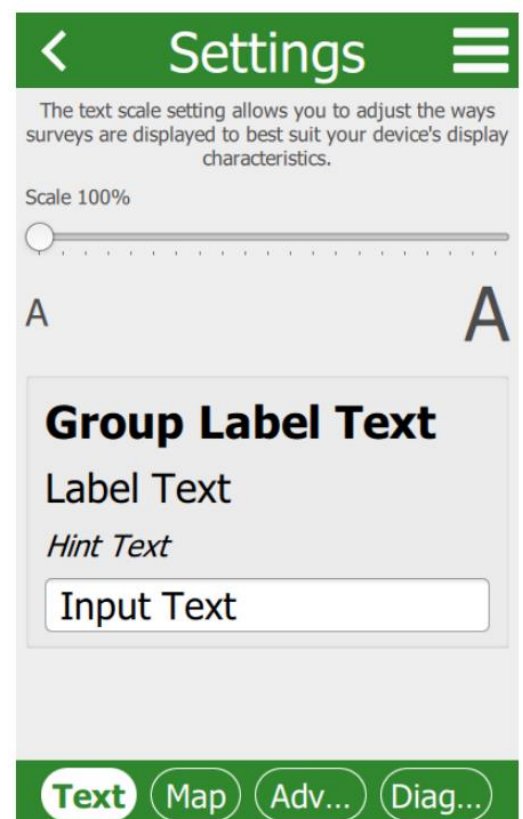 Settings
The text scale setting allows you to adjust the ways
surveys are displayed to best suit your device's display
characteristics.
Scale 100%
A A
Group Label Text
Label Text
Hint Text
Input Text
Text Map Adv... Diag...